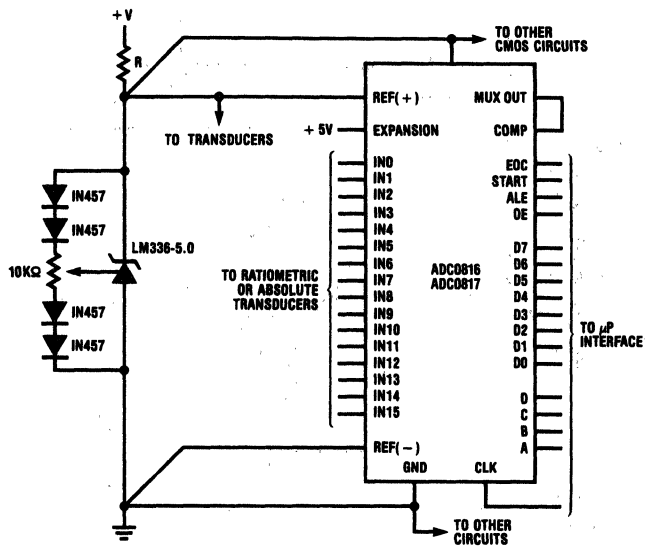 +V
R
TO OTHER
CMOS CIRCUITS
REF(+)
MUX OUT
TO TRANSDUCERS
+ 5V
EXPANSION
COMP
IN0
IN1
IN2
IN3
IN4
IN5
IN6
IN7
IN8
IN9
IN10
IN11
IN12
IN13
IN14
IN15
EOC
START
ALE
OE
D7
D6
D5
D4
D3
D2
D1
D0
D
C
B
A
IN457
IN457
LM336-5.0
10KΩ
IN457
IN457
TO RATIOMETRIC
OR ABSOLUTE
TRANSDUCERS
ADC0816
ADC0817
TO μP
INTERFACE
REF(−)
GND
CLK
TO OTHER
CIRCUITS